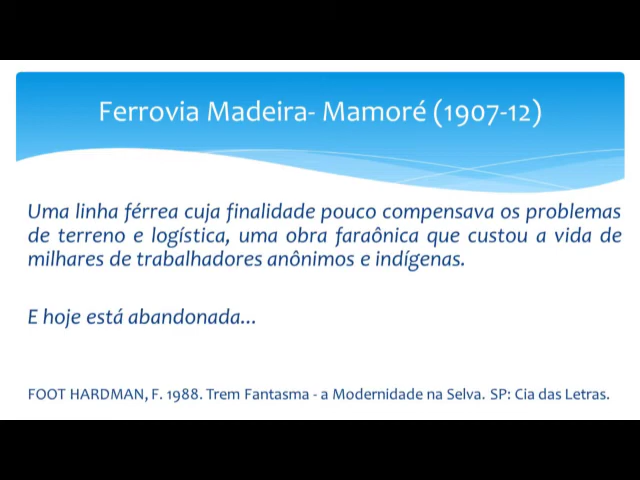 Ferrovia Madeira- Mamoré (1907-12)
Uma linha férrea cuja finalidade pouco compensava os problemas
de terreno e logística, uma obra faraônica que custou a vida de
milhares de trabalhadores anônimos e indígenas.
E hoje está abandonada...
FOOT HARDMAN, F. 1988. Trem Fantasma - a Modernidade na Selva. SP: Cia das Letras.